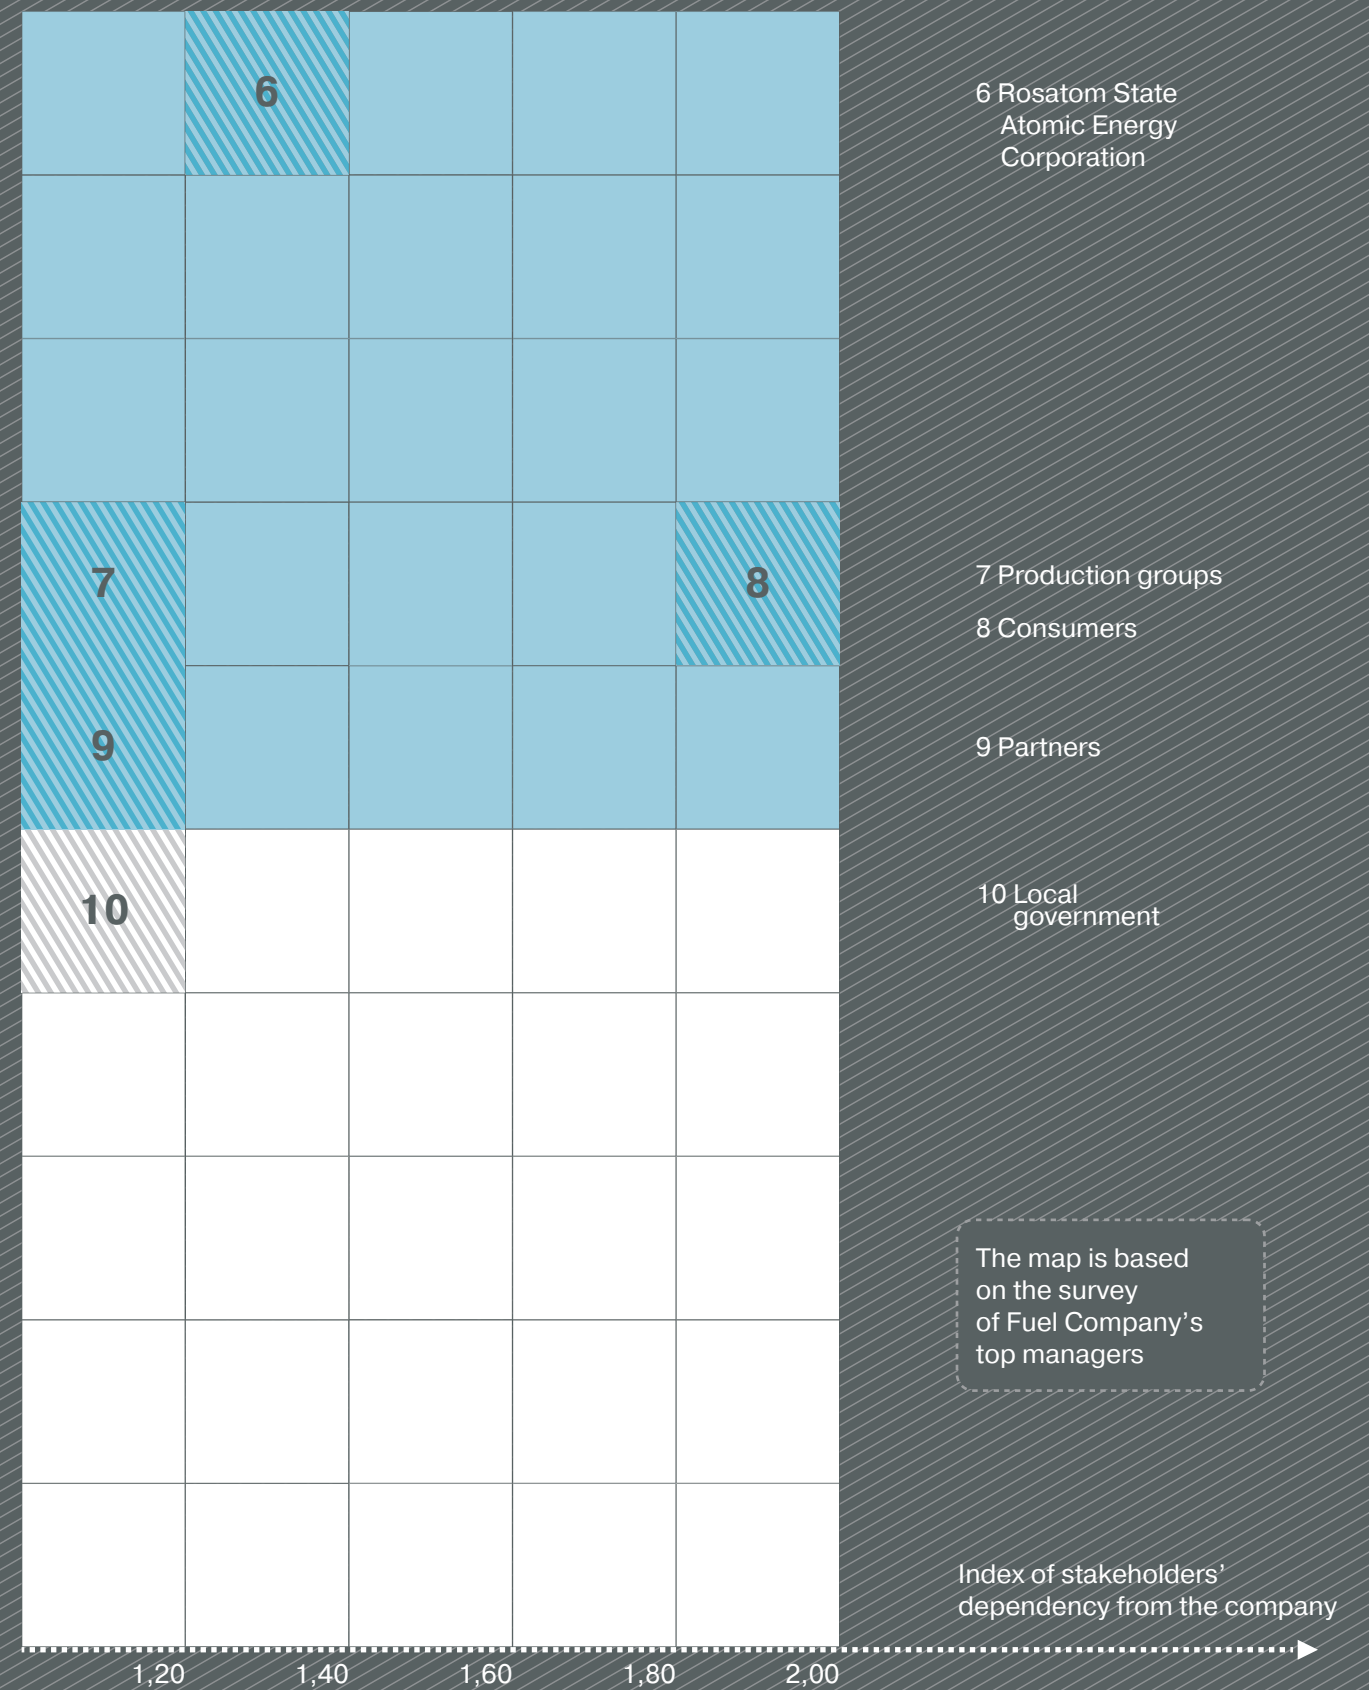 6
6 Rosatom State
Atomic Energy
Corporation
7
8
7 Production groups
8 Consumers
9
9 Partners
10
10 Local
government
The map is based
on the survey
of Fuel Company's
top managers
Index of stakeholders'
dependency from the company
1,20 1,40 1,60 1,80 2,00